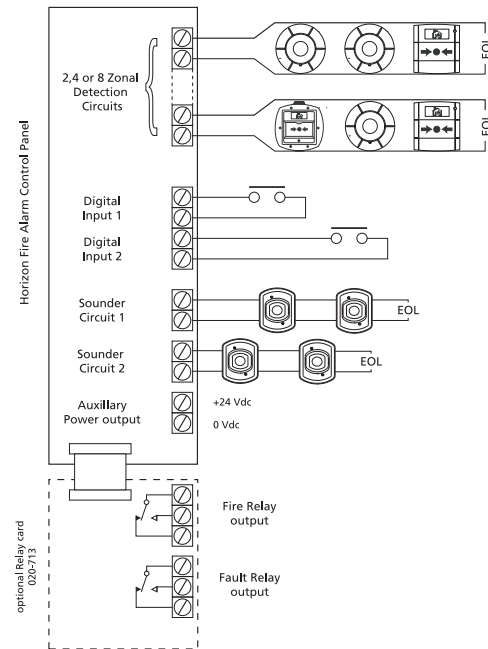 Horizon Fire Alarm Control Panel
2,4 or 8 Zonal
Detection
Circuits
EOL
EOL
Digital
Input 1
Digital
Input 2
Sounder
Circuit 1
EOL
Sounder
Circuit 2
EOL
Auxillary
Power output
+24 Vdc
0 Vdc
optional Relay card
020-713
Fire Relay
output
Fault Relay
output